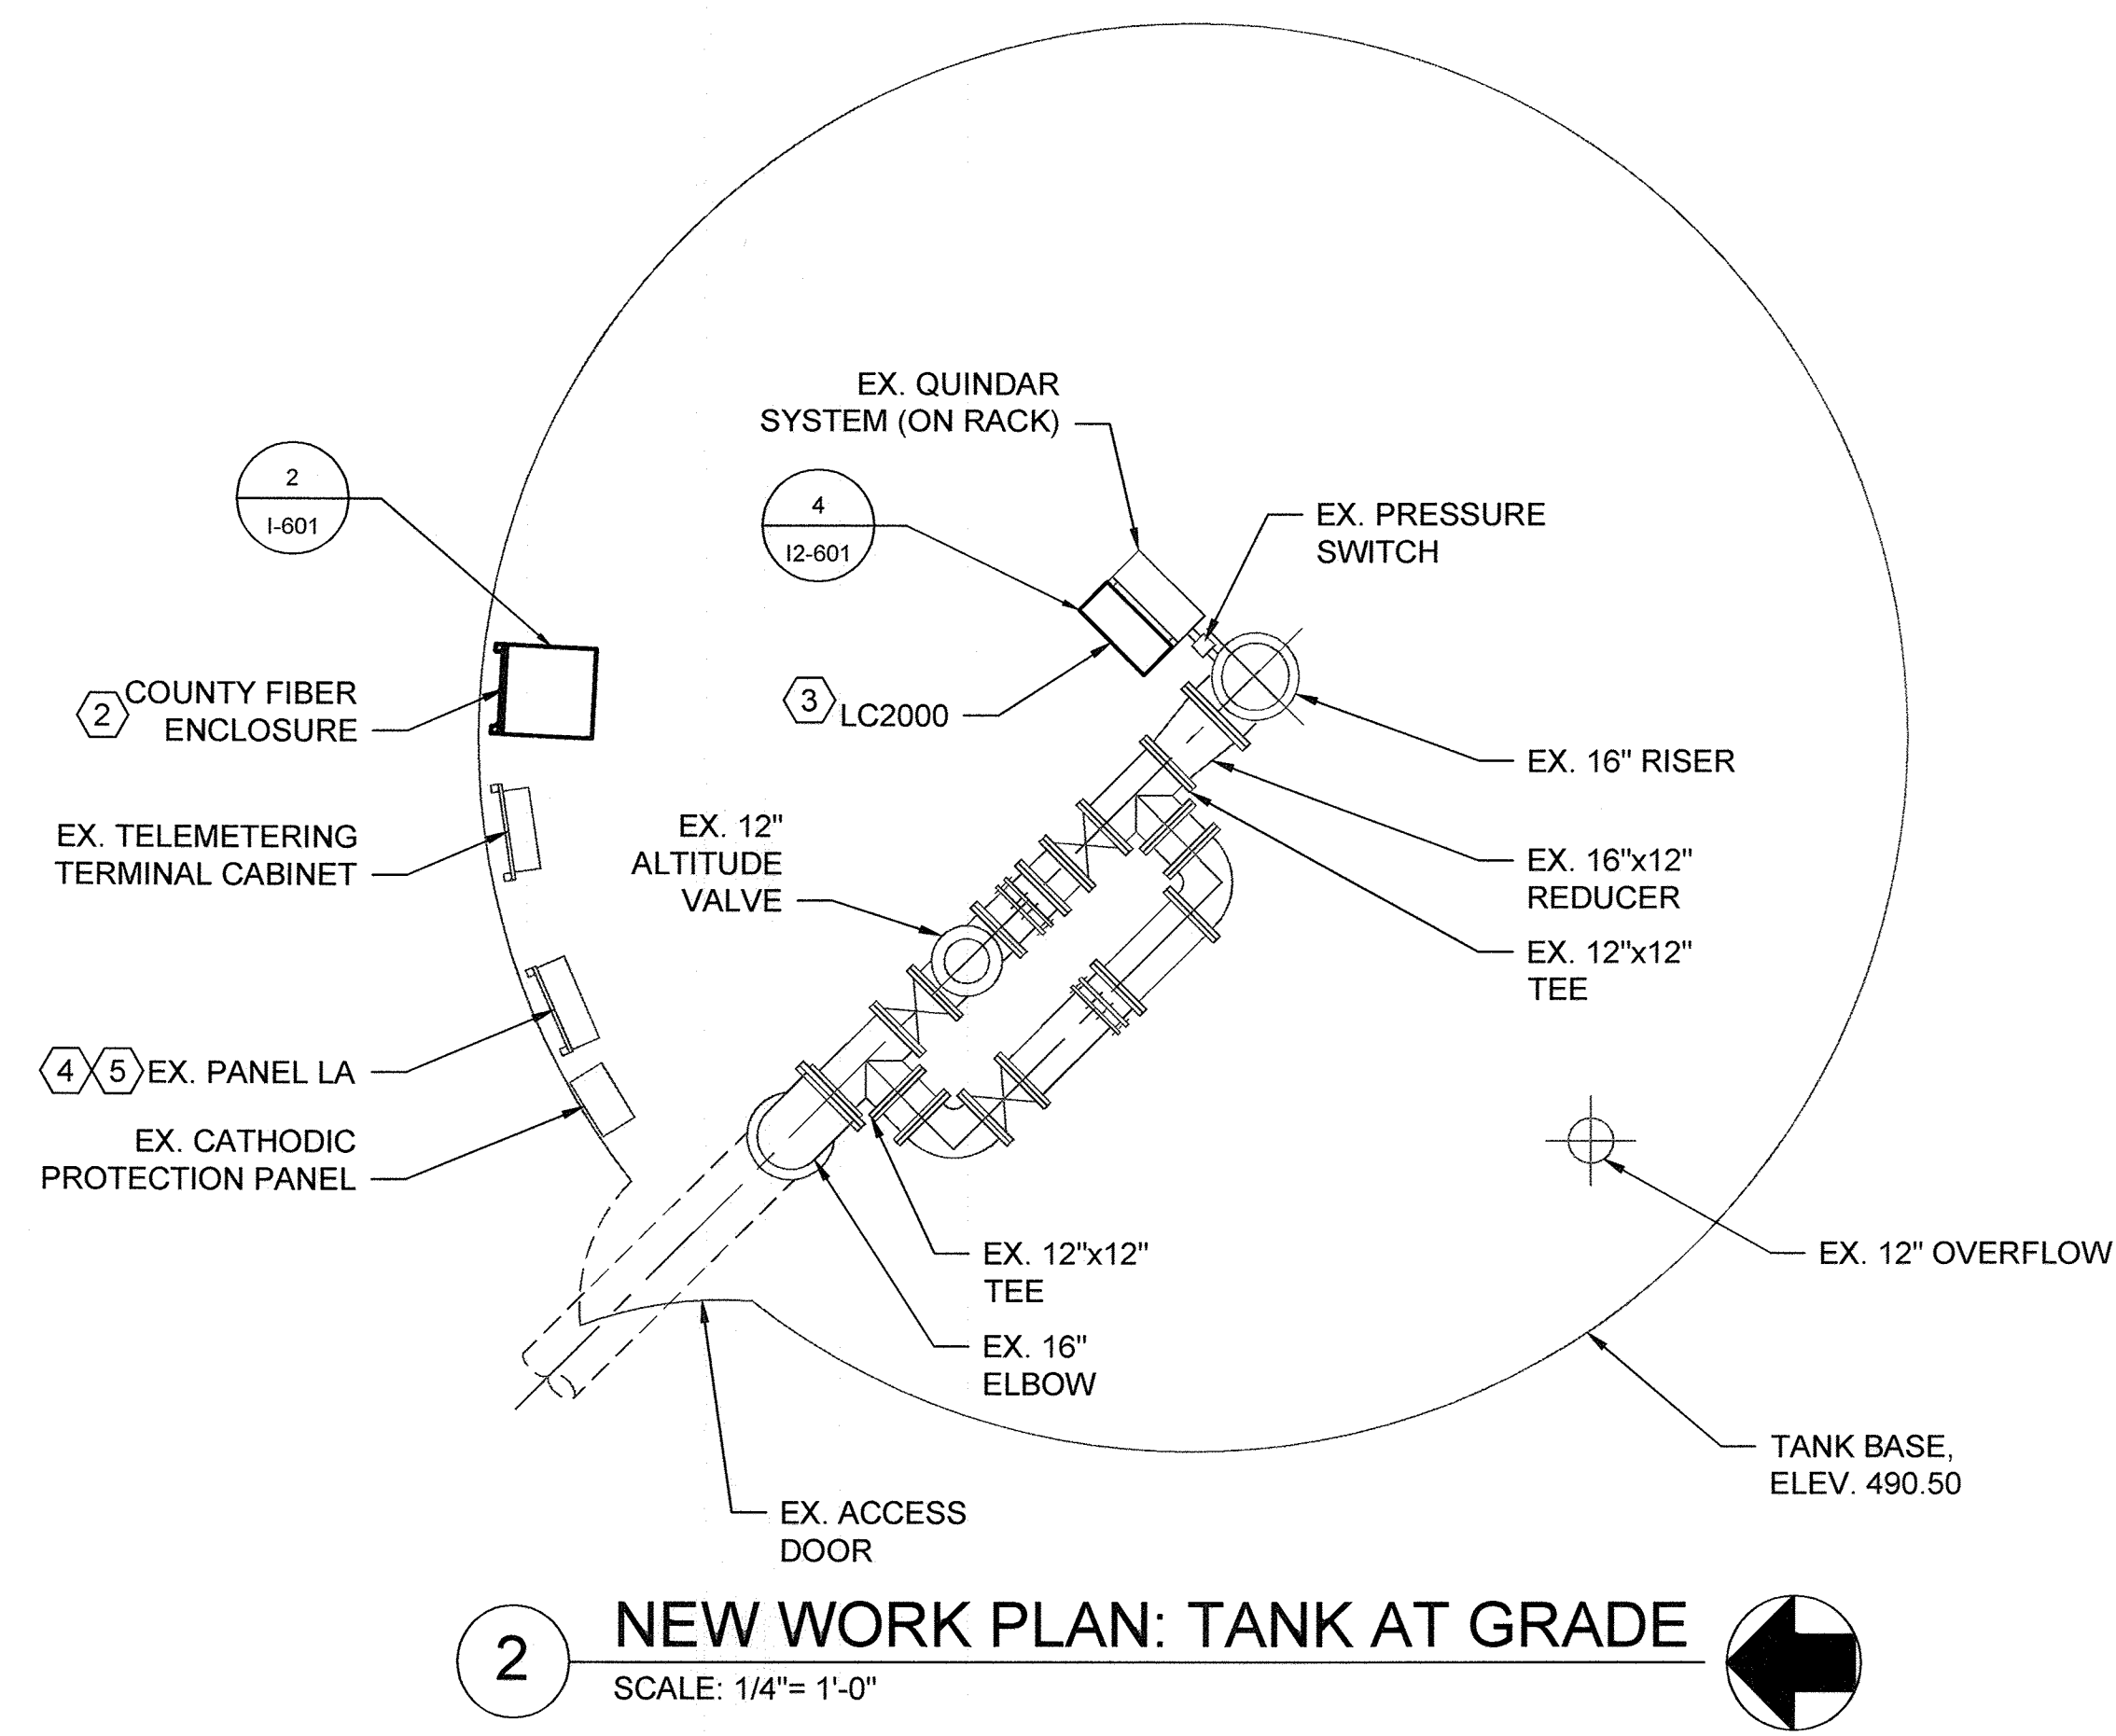 EX. QUINDAR
SYSTEM (ON RACK)
2
I-601
4
I2-601
EX. PRESSURE
SWITCH
2
COUNTY FIBER
ENCLOSURE
3
LC2000
EX. 16" RISER
EX. TELEMETERING
TERMINAL CABINET
EX. 12"
ALTITUDE
VALVE
EX. 16"x12"
REDUCER
EX. 12"x12"
TEE
4 5 EX. PANEL LA
EX. CATHODIC
PROTECTION PANEL
EX. 12"x12"
TEE
EX. 12" OVERFLOW
EX. 16"
ELBOW
TANK BASE,
ELEV. 490.50
EX. ACCESS
DOOR
2
NEW WORK PLAN: TANK AT GRADE
SCALE: 1/4"= 1'-0"